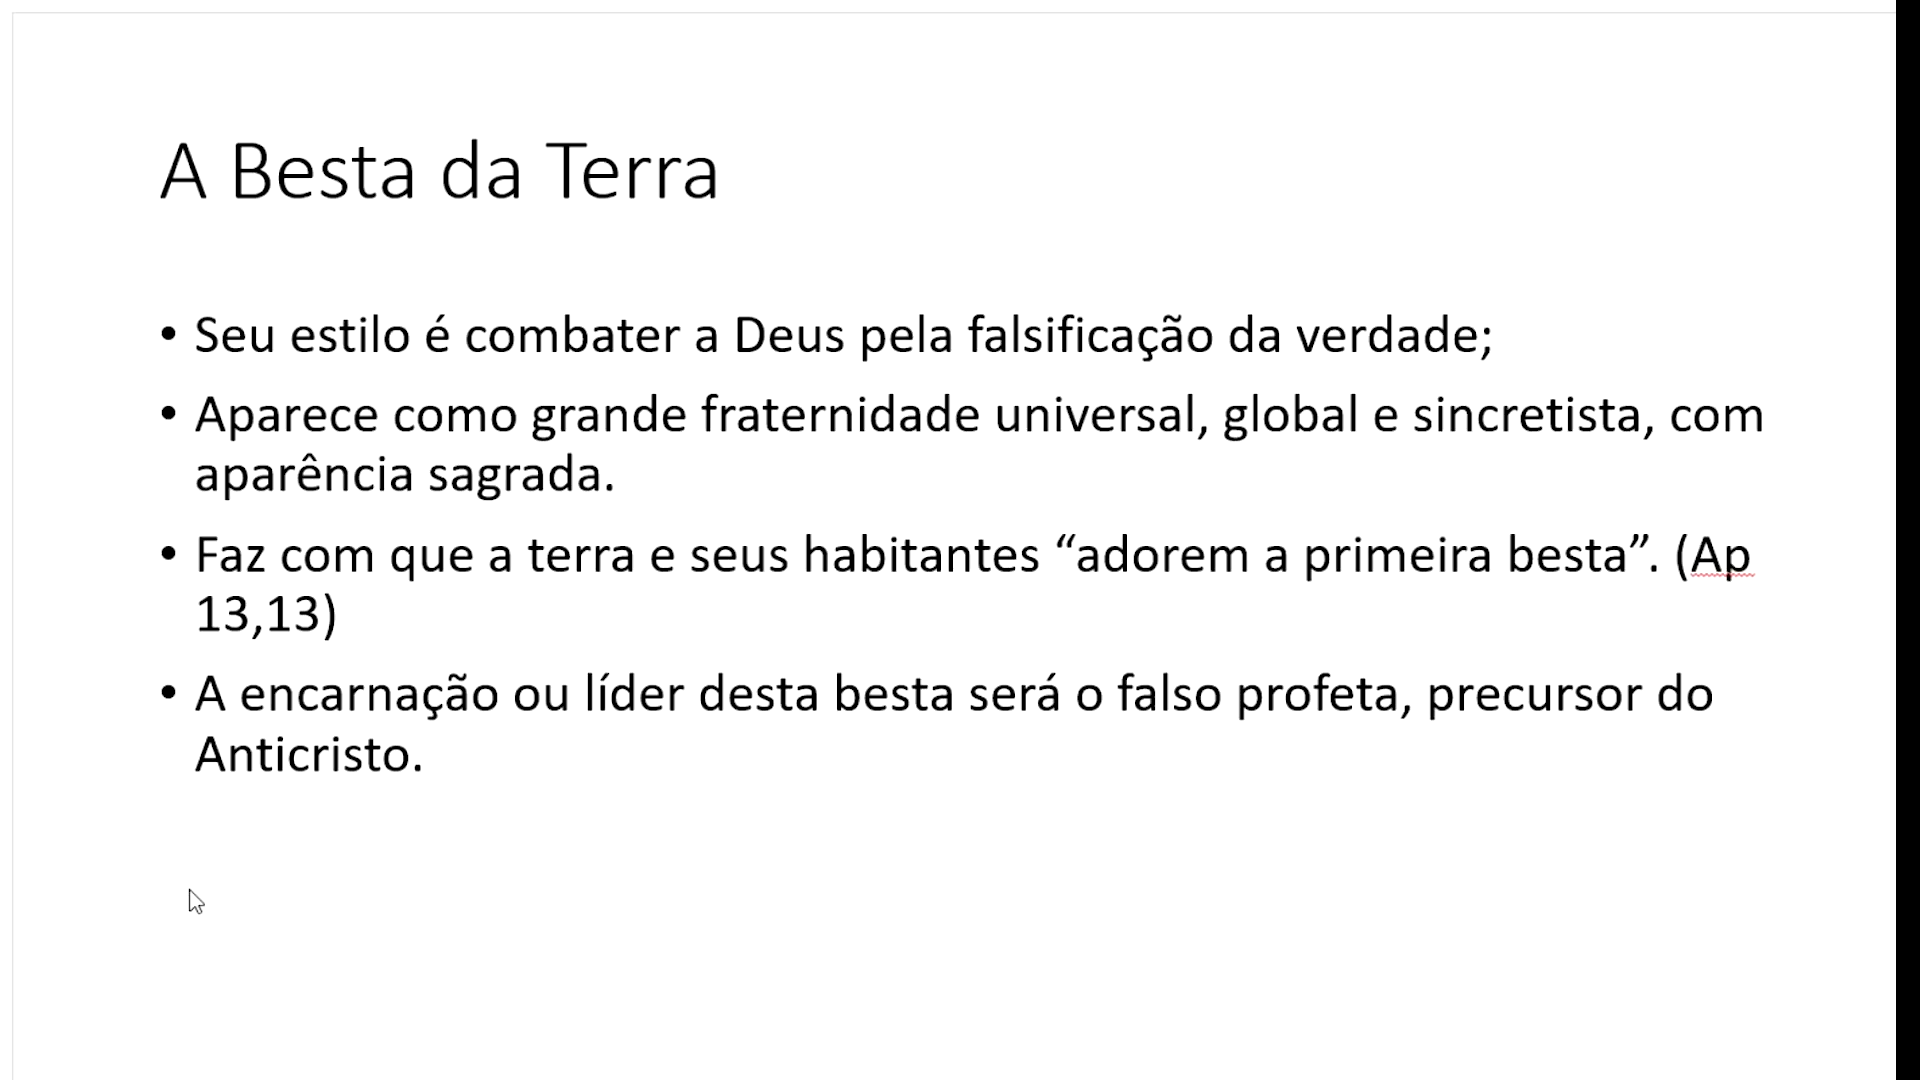 A Besta da Terra
• Seu estilo é combater a Deus pela falsificação da verdade;
• Aparece como grande fraternidade universal, global e sincretista, com
aparência sagrada.
• Faz com que a terra e seus habitantes “adorem a primeira besta”. (Ap
13,13)
• A encarnação ou líder desta besta será o falso profeta, precursor do
Anticristo.